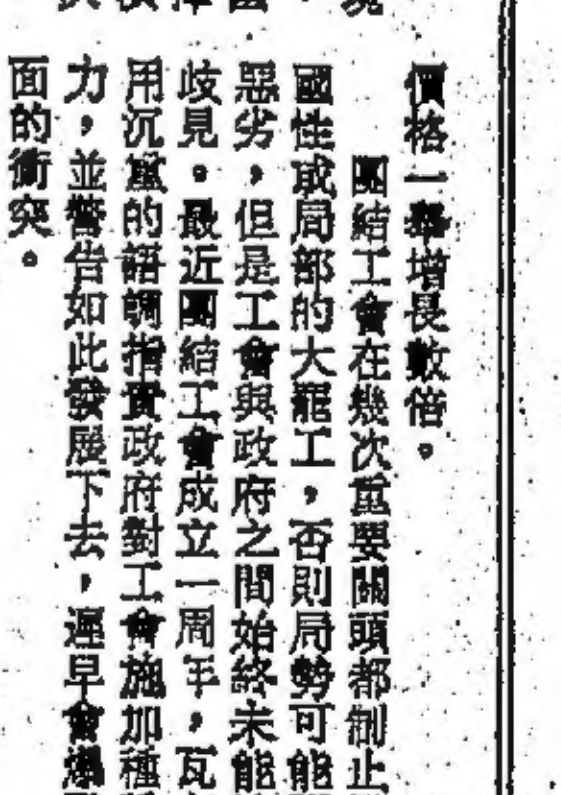 價格一舉增長數倍。
團結工會在幾次重要關頭都制止
國性或局部的大罷工,否則局勢可能
惡劣,但是工會與政府之間始終未能
歧見。最近團結工會成立一周年,瓦
用沉重的語調指責政府對工會施加種
力,並警告如此發展下去,遲早會爆
面的衝突。